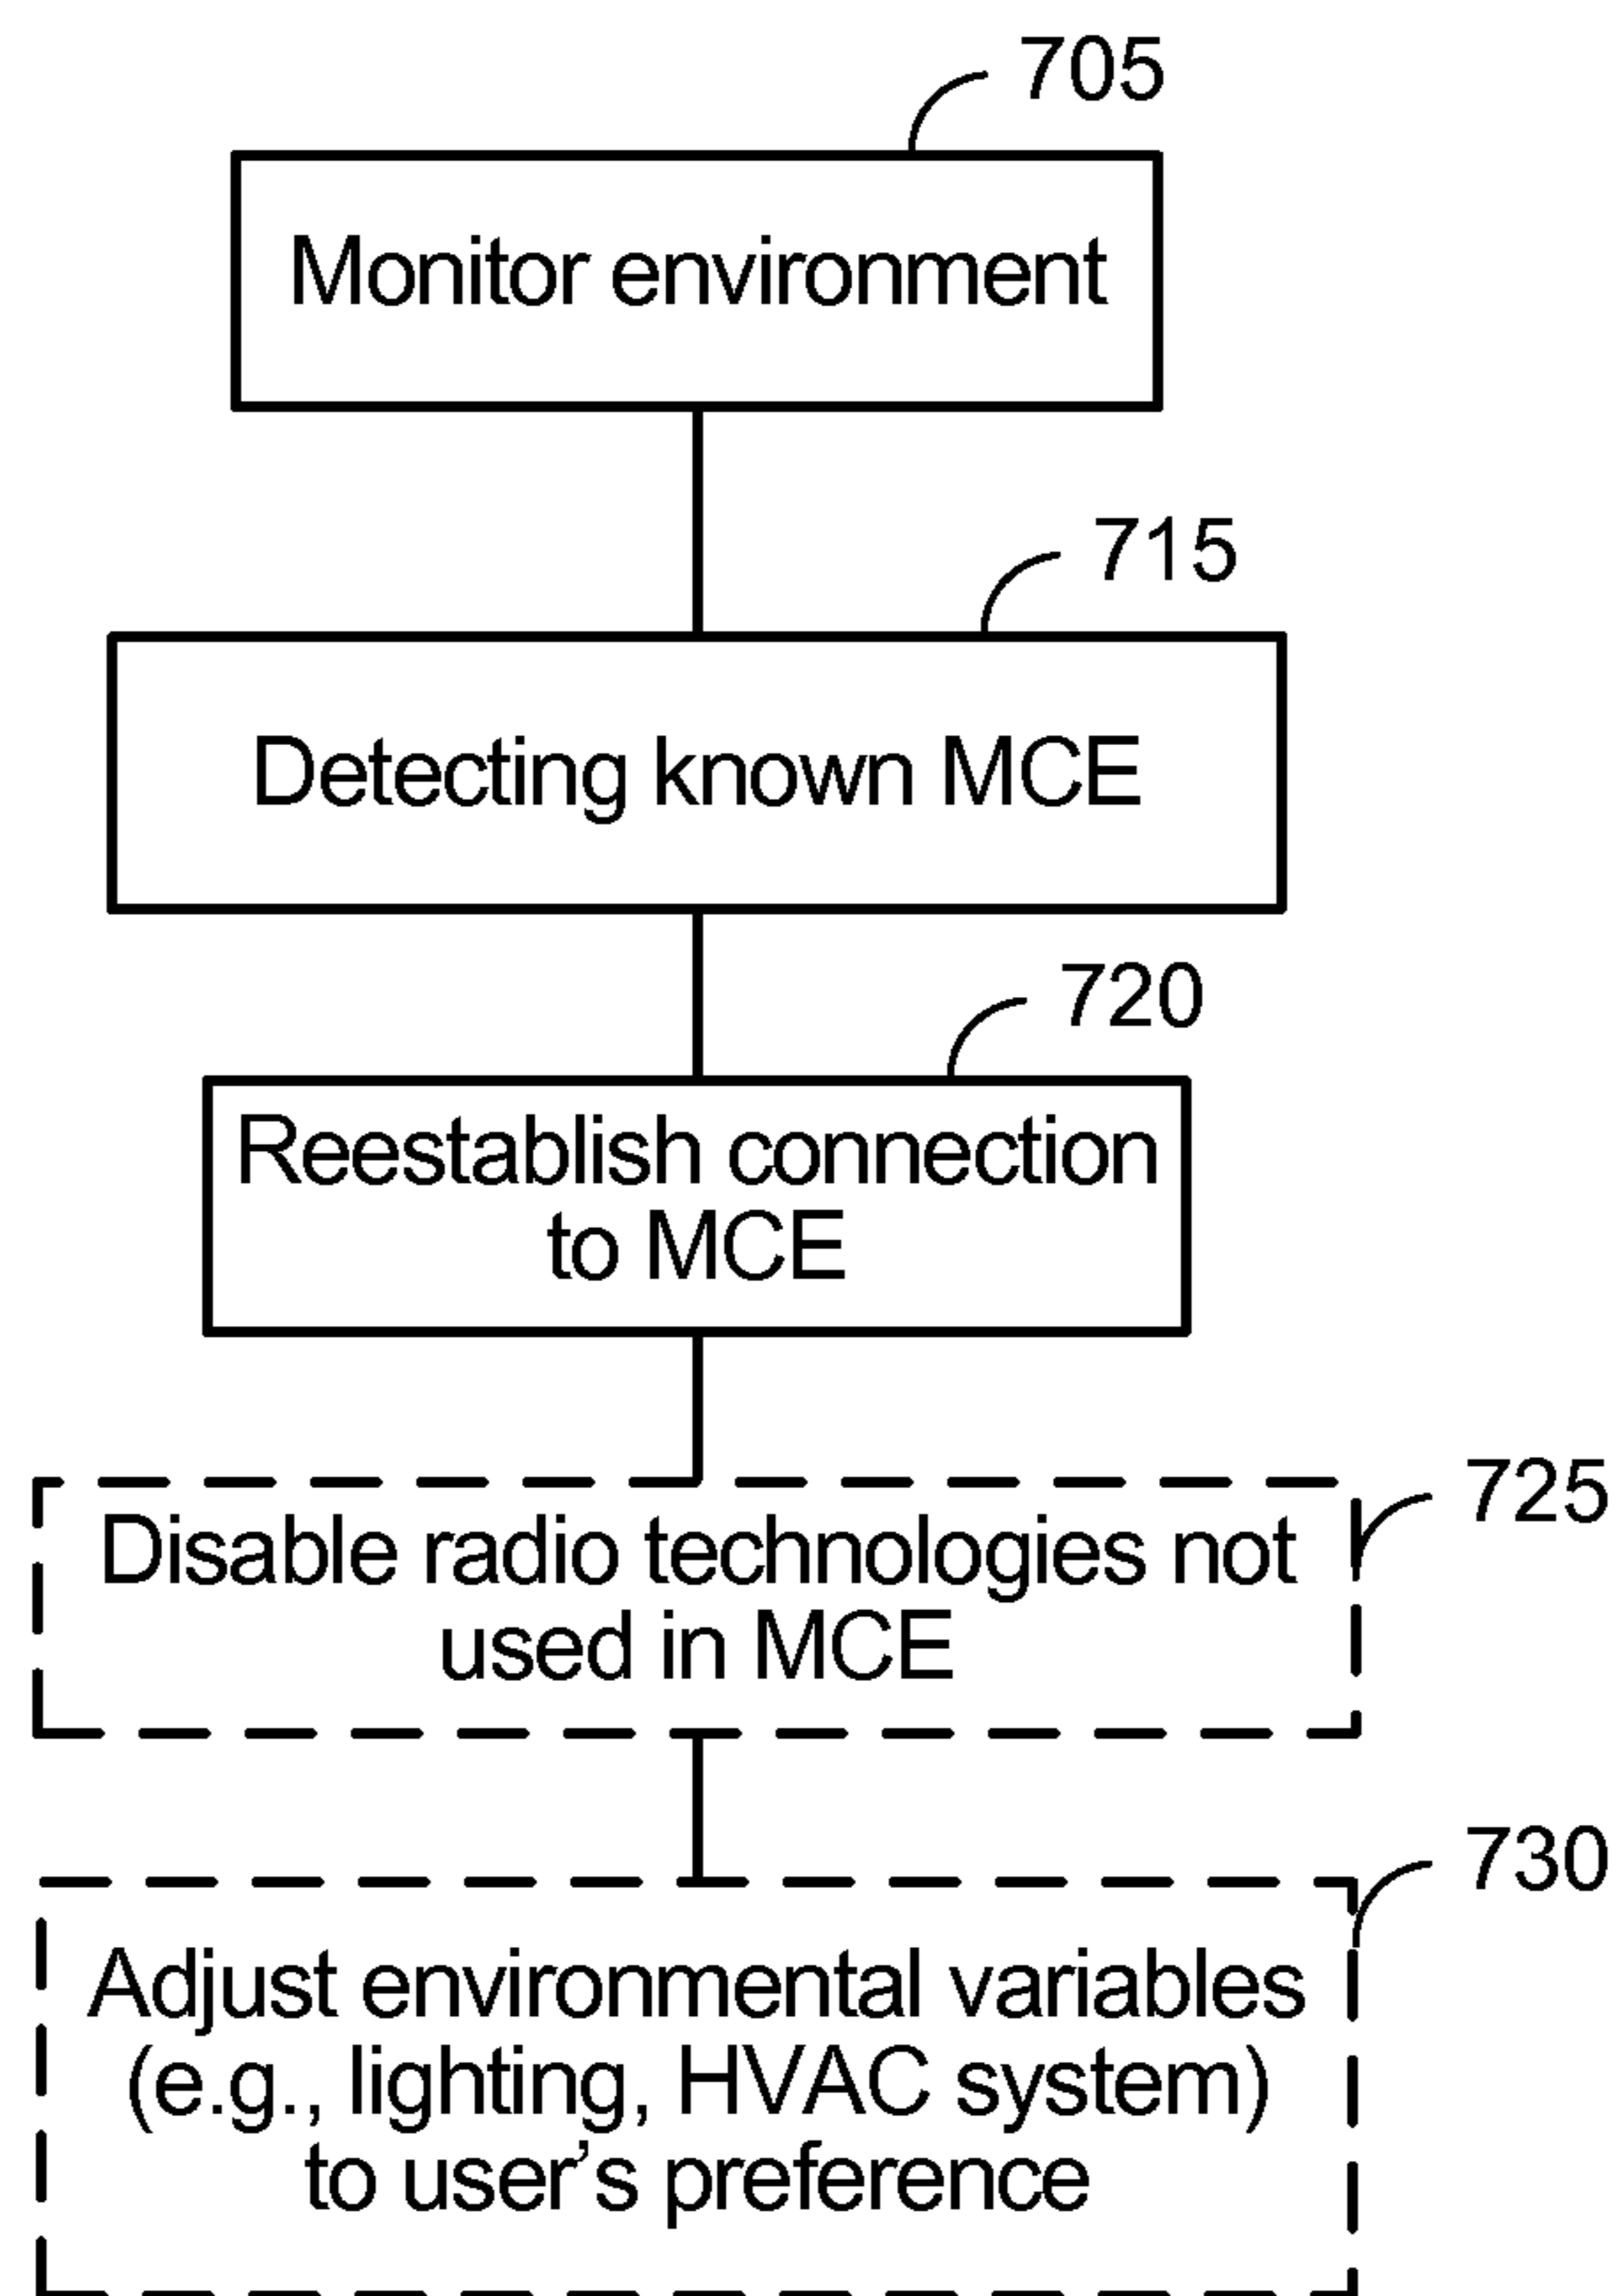 705
Monitor environment
715
Detecting known MCE
720
Reestablish connection
to MCE
725
Disable radio technologies not
used in MCE
730
Adjust environmental variables
(e.g., lighting, HVAC system)
to user’s preference